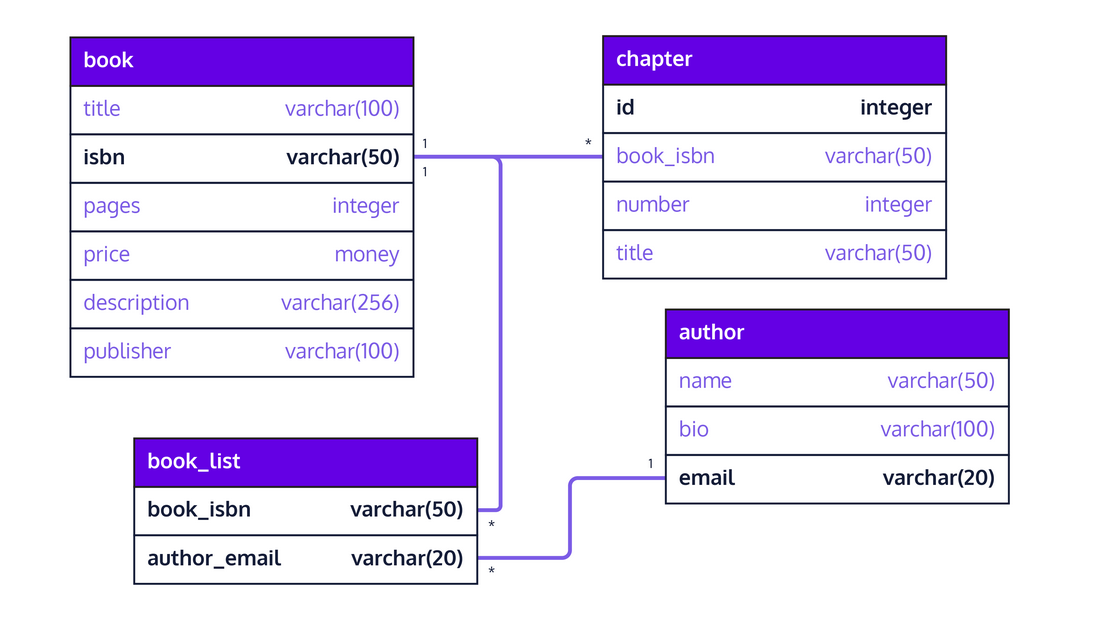 book
title varchar(100)
isbn varchar(50)
pages integer
price money
description varchar(256)
publisher varchar(100)
1
1
*
chapter
id integer
book_isbn varchar(50)
number integer
title varchar(50)
author
name varchar(50)
bio varchar(100)
email varchar(20)
1
book_list
book_isbn varchar(50)
author_email varchar(20)
*
*